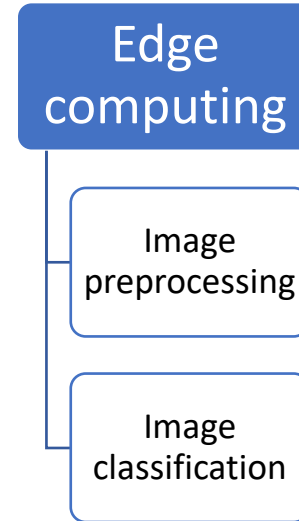 Edge
computing
Image
preprocessing
Image
classification